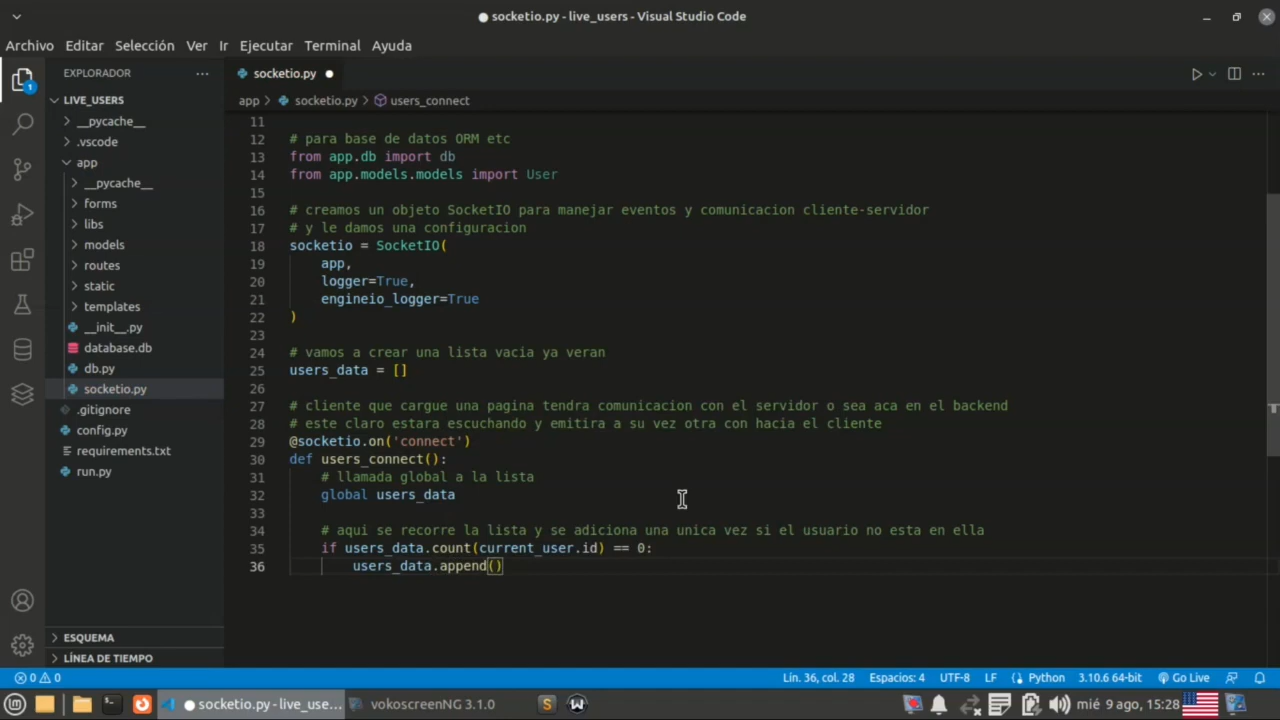 socketio.py - live_users - Visual Studio Code
Archivo Editar Selección Ver Ir Ejecutar Terminal Ayuda
EXPLORADOR
socketio.py
LIVE_USERS
app socketio.py users_connect
__pycache__
.vscode
app
__pycache__
forms
libs
models
routes
static
templates
__init__.py
database.db
db.py
socketio.py
.gitignore
config.py
requirements.txt
run.py
ESQUEMA
LÍNEA DE TIEMPO
1
11
12 # para base de datos ORM etc
13 from app.db import db
14 from app.models.models import User
15
16 # creamos un objeto SocketIO para manejar eventos y comunicacion cliente-servidor
17 # y le damos una configuracion
18 socketio = SocketIO(
19 app,
20 logger=True,
21 engineio_logger=True
22 )
23
24 # vamos a crear una lista vacia ya veran
25 users_data = []
26
27 # cliente que cargue una pagina tendra comunicacion con el servidor o sea aca en el backend
28 # este claro estara escuchando y emitira a su vez otra con hacia el cliente
29 @socketio.on('connect')
30 def users_connect():
31 # llamada global a la lista
32 global users_data
33
34 # aqui se recorre la lista y se adiciona una unica vez si el usuario no esta en ella
35 if users_data.count(current_user.id) == 0:
36 users_data.append()
0 0 Lín. 36, col. 28 Espacios: 4 UTF-8 LF Python 3.10.6 64-bit Go Live
socketio.py - live_use... vokoscreenNG 3.1.0 S W mié 9 ago, 15:28